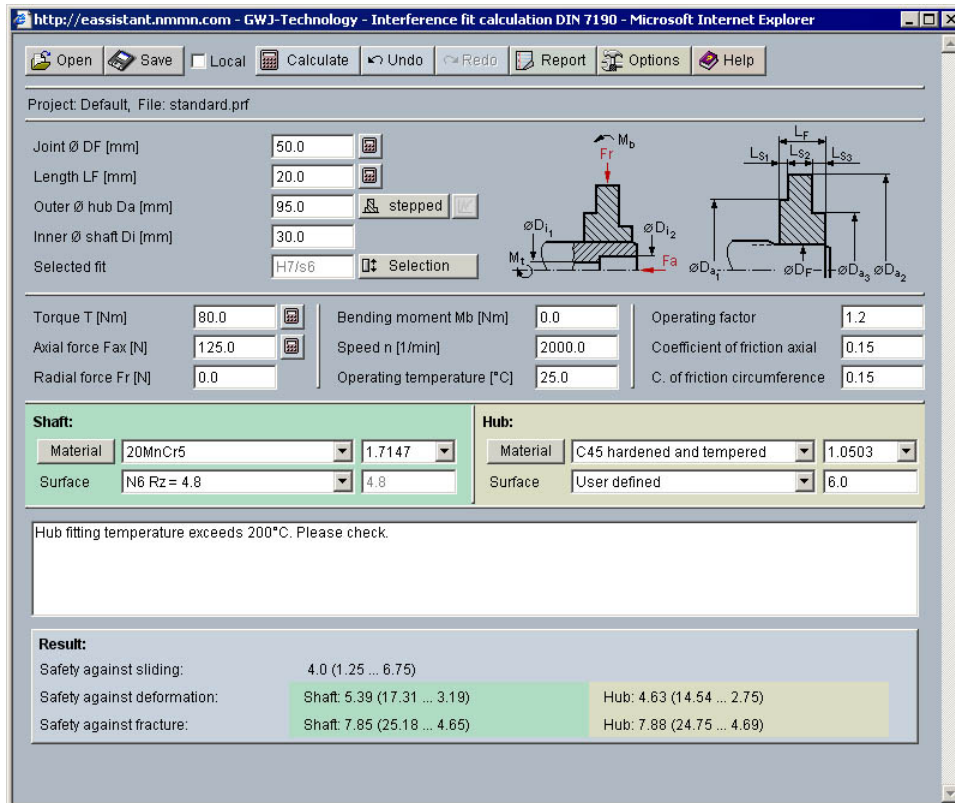 http://eassistant.nmmn.com - GWJ-Technology - Interference fit calculation DIN 7190 - Microsoft Internet Explorer
Open Save Local Calculate Undo Redo Report Options Help
Project: Default, File: standard.prf
Joint Ø DF [mm] 50.0
Length LF [mm] 20.0
Outer Ø hub Da [mm] 95.0 stepped
Inner Ø shaft Di [mm] 30.0
Selected fit H7/s6 Selection
Mb
Fr
øDi1
øDi2
Mt
Fa
LF
LS1 LS2 LS3
øDa1 øDF øDa3 øDa2
Torque T [Nm] 80.0 Bending moment Mb [Nm] 0.0 Operating factor 1.2
Axial force Fax [N] 125.0 Speed n [1/min] 2000.0 Coefficient of friction axial 0.15
Radial force Fr [N] 0.0 Operating temperature [°C] 25.0 C. of friction circumference 0.15
Shaft: Hub:
Material 20MnCr5 1.7147 Material C45 hardened and tempered 1.0503
Surface N6 Rz = 4.8 4.8 Surface User defined 6.0
Hub fitting temperature exceeds 200°C. Please check.
Result:
Safety against sliding: 4.0 (1.25 ... 6.75)
Safety against deformation: Shaft: 5.39 (17.31 ... 3.19) Hub: 4.63 (14.54 ... 2.75)
Safety against fracture: Shaft: 7.85 (25.18 ... 4.65) Hub: 7.88 (24.75 ... 4.69)